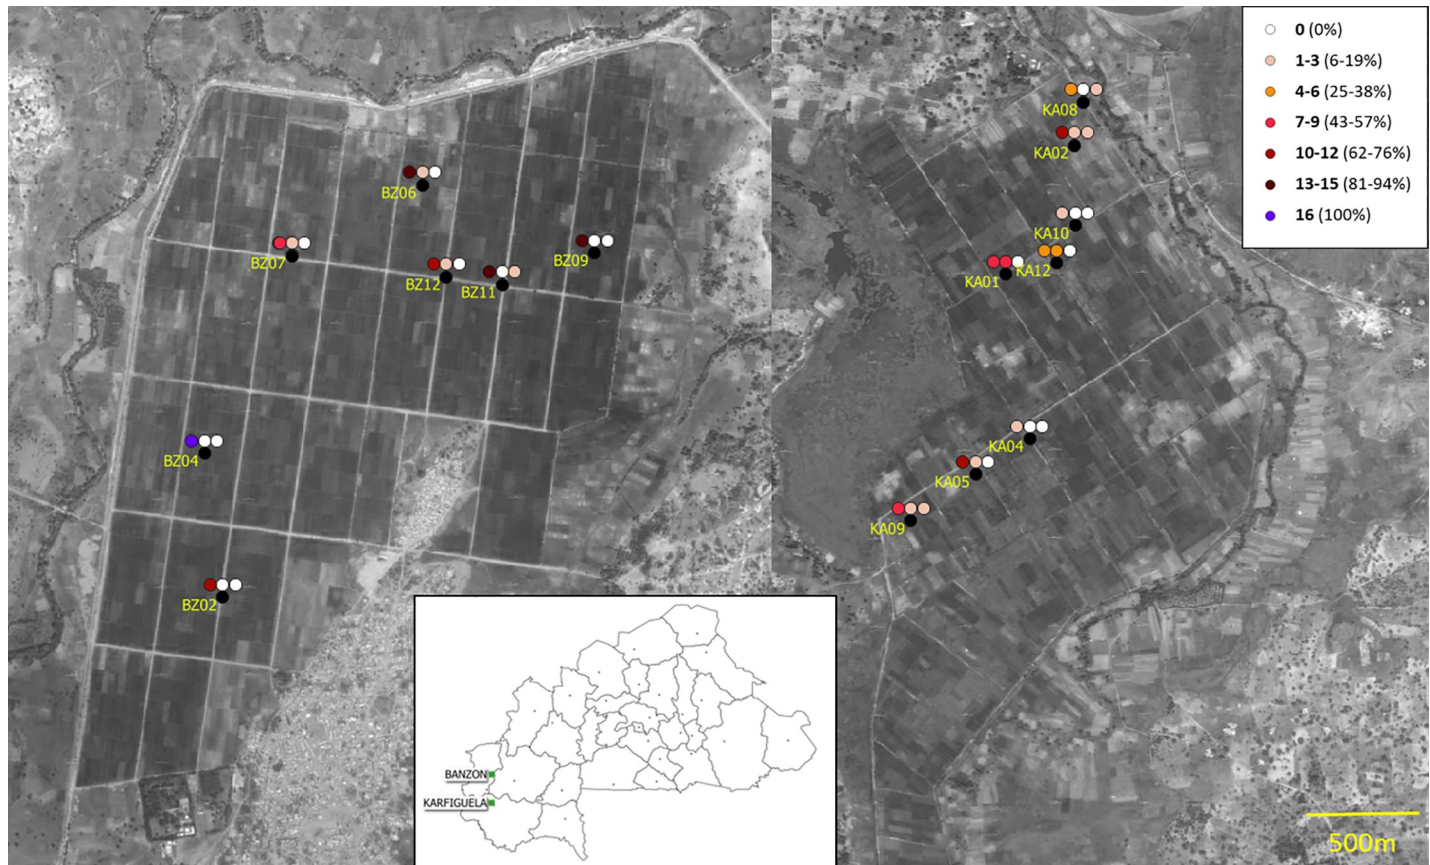 0 (0%)
1-3 (6-19%)
4-6 (25-38%)
7-9 (43-57%)
10-12 (62-76%)
13-15 (81-94%)
16 (100%)
KA08
KA02
BZ06
KA10
BZ07
BZ12
BZ11
BZ09
KA01
KA12
BZ04
KA04
KA05
KA09
BZ02
BANZON
KARFIGUELA
500m